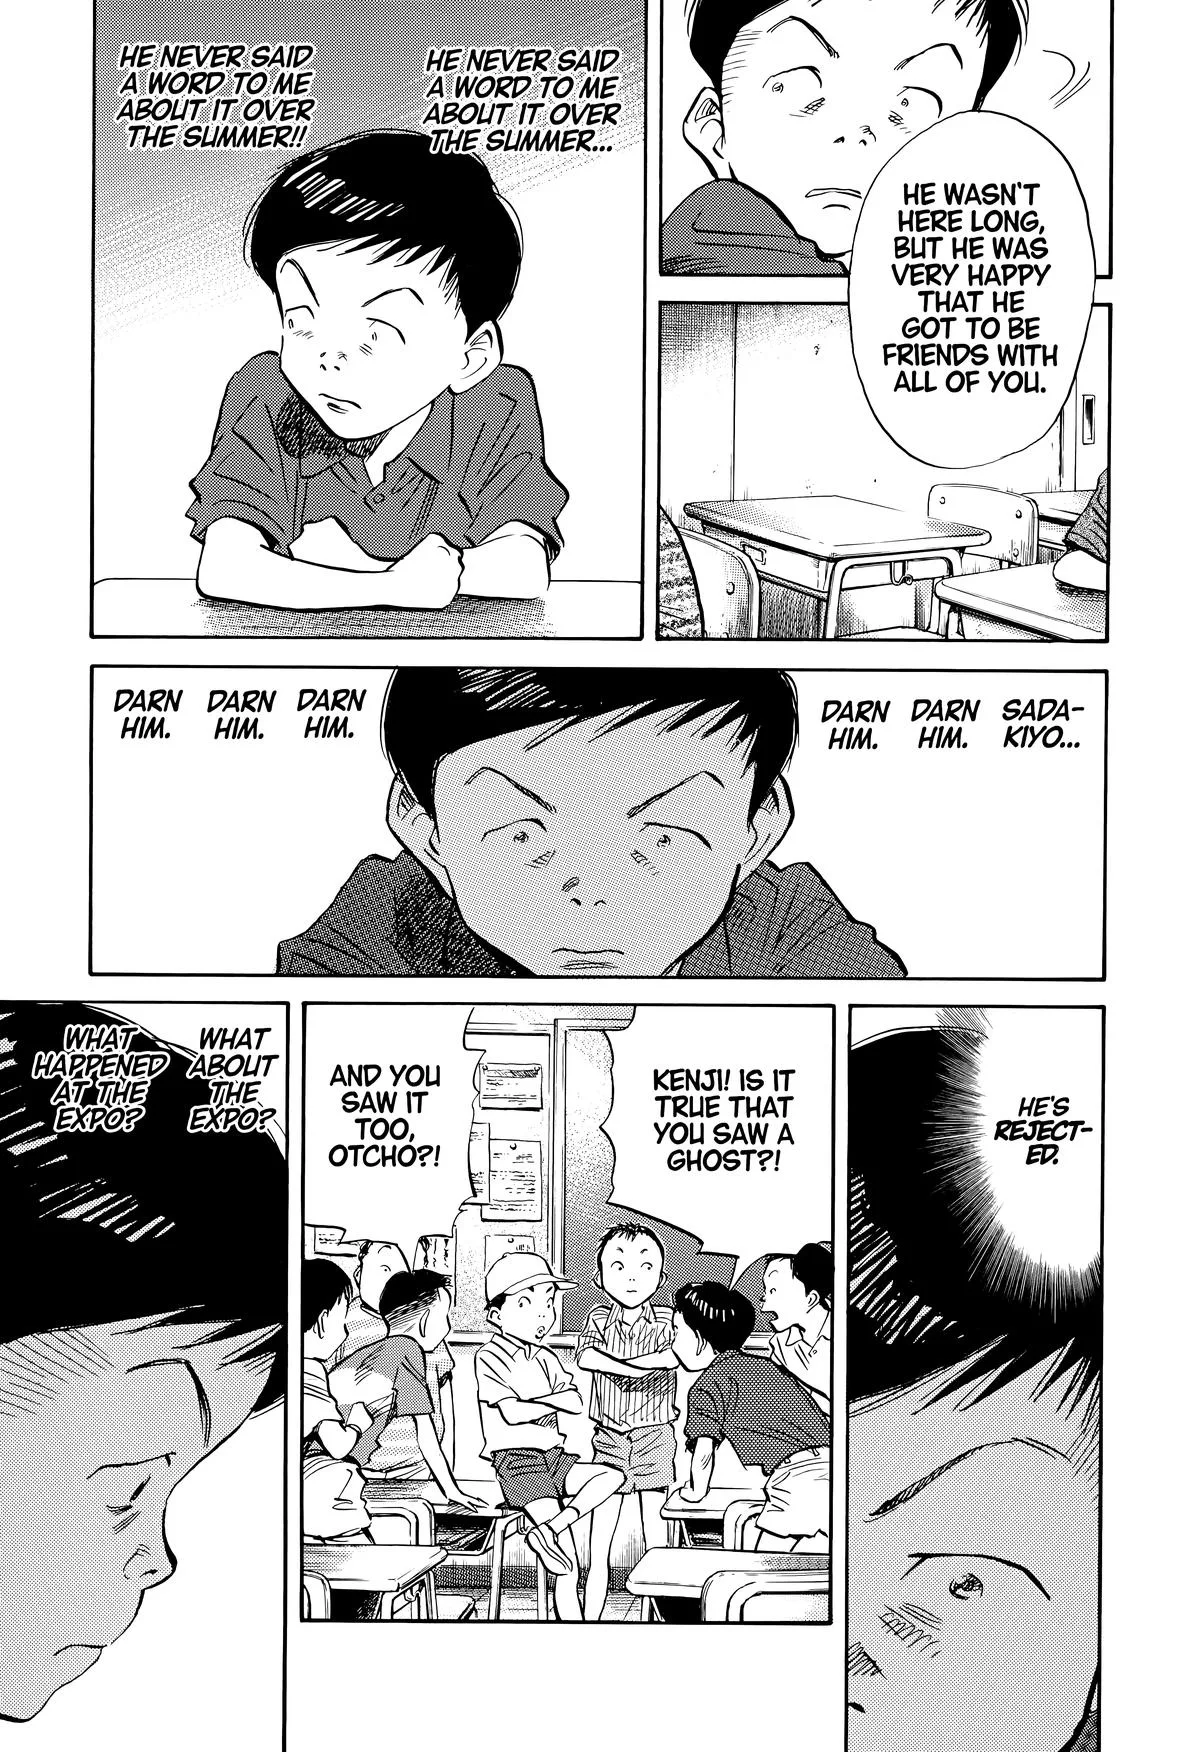 HE WASN'T
HERE LONG,
BUT HE WAS
VERY HAPPY
THAT HE
GOT TO BE
FRIENDS WITH
ALL OF YOU.
HE NEVER SAID
A WORD TO ME
ABOUT IT OVER
THE SUMMER...
HE NEVER SAID
A WORD TO ME
ABOUT IT OVER
THE SUMMER!!
SADA-
KIYO...
DARN
HIM.
DARN
HIM.
DARN
HIM.
DARN
HIM.
DARN
HIM.
HE'S
REJECT-
ED.
KENJI! IS IT
TRUE THAT
YOU SAW A
GHOST?!
AND YOU
SAW IT
TOO,
OTCHO?!
WHAT
ABOUT
THE
EXPO?
WHAT
HAPPENED
AT THE
EXPO?